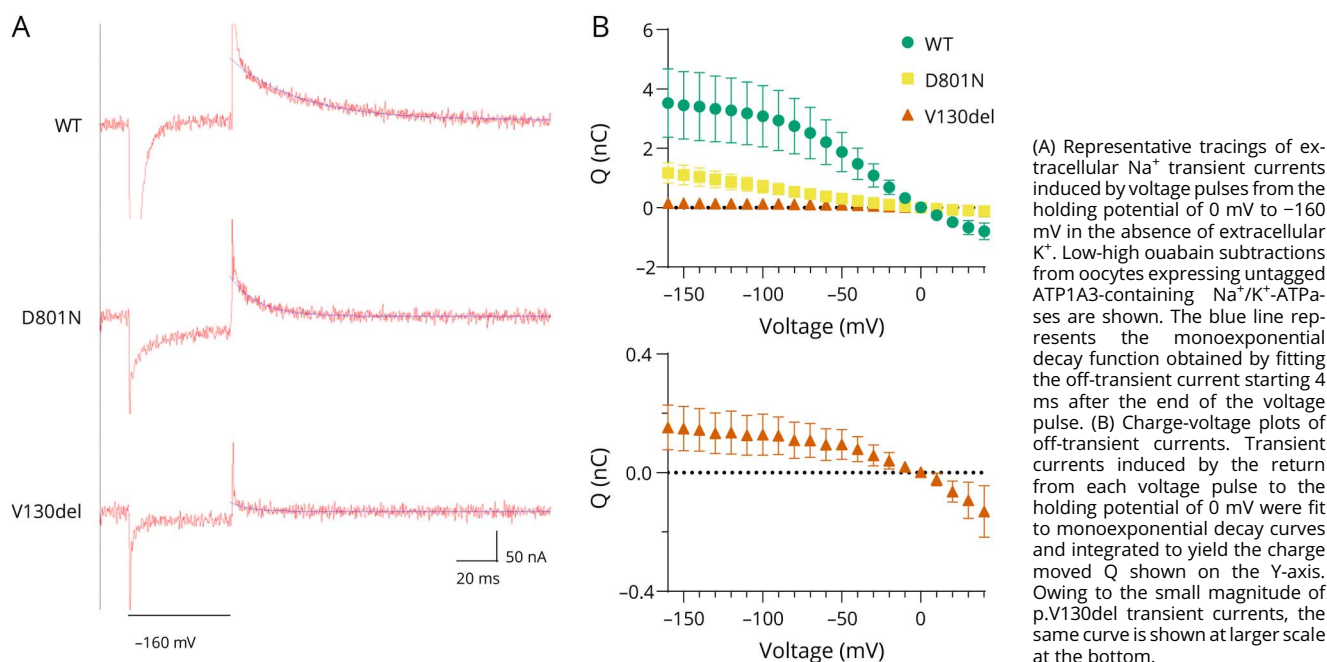 A
WT
D801N
V130del
50 nA
20 ms
−160 mV
B
6
4
2
0
−2
Q (nC)
WT
D801N
V130del
−150
−100
−50
0
Voltage (mV)
0.4
0.0
−0.4
Q (nC)
−150
−100
−50
0
Voltage (mV)
(A) Representative tracings of ex-
tracellular Na⁺ transient currents
induced by voltage pulses from the
holding potential of 0 mV to −160
mV in the absence of extracellular
K⁺. Low-high ouabain subtractions
from oocytes expressing untagged
ATP1A3-containing Na⁺/K⁺-ATPa-
ses are shown. The blue line rep-
resents the monoexponential
decay function obtained by fitting
the off-transient current starting 4
ms after the end of the voltage
pulse. (B) Charge-voltage plots of
off-transient currents. Transient
currents induced by the return
from each voltage pulse to the
holding potential of 0 mV were fit
to monoexponential decay curves
and integrated to yield the charge
moved Q shown on the Y-axis.
Owing to the small magnitude of
p.V130del transient currents, the
same curve is shown at larger scale
at the bottom.